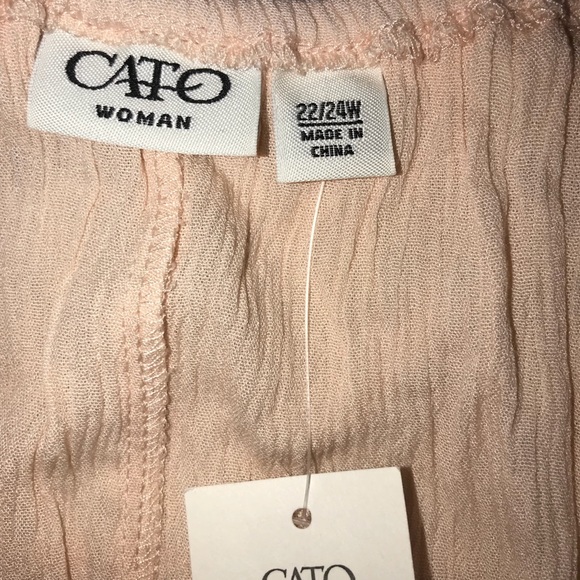 CATO
WOMAN
22/24W
MADE IN
CHINA
CATO